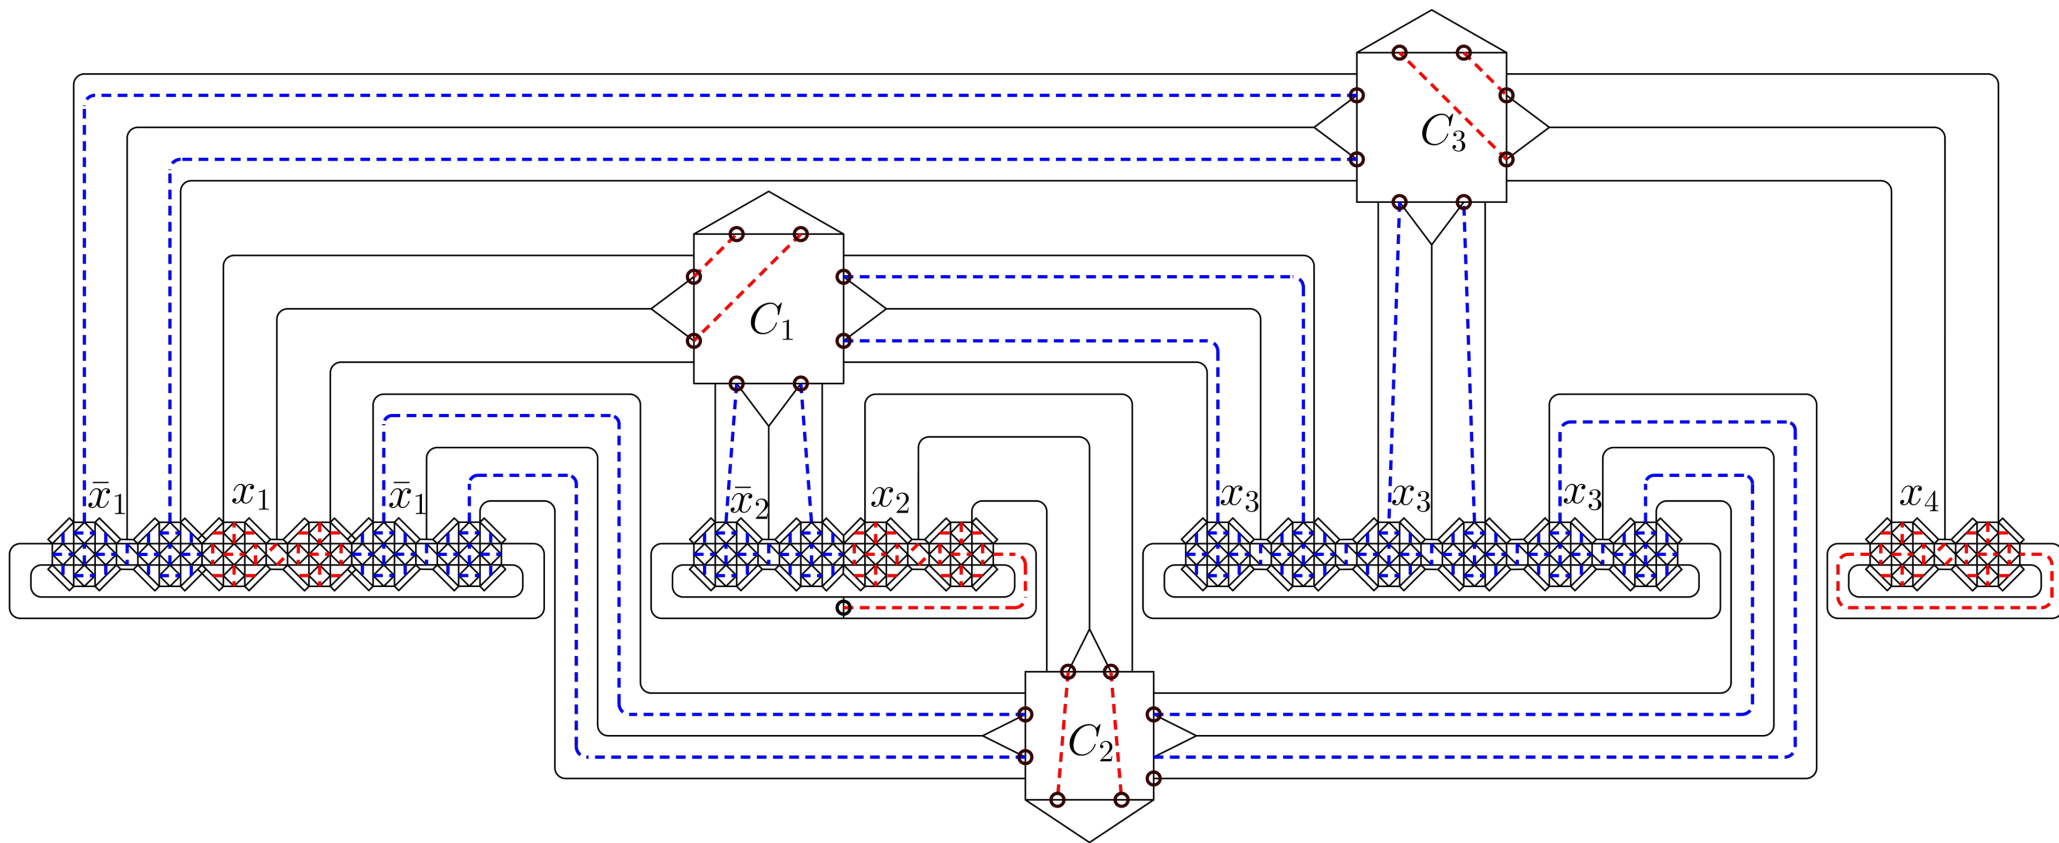 C₃
C₁
x̄₁ x₁ x̄₁ x̄₂ x₂ x₃ x₃ x₃ x₄
C₂